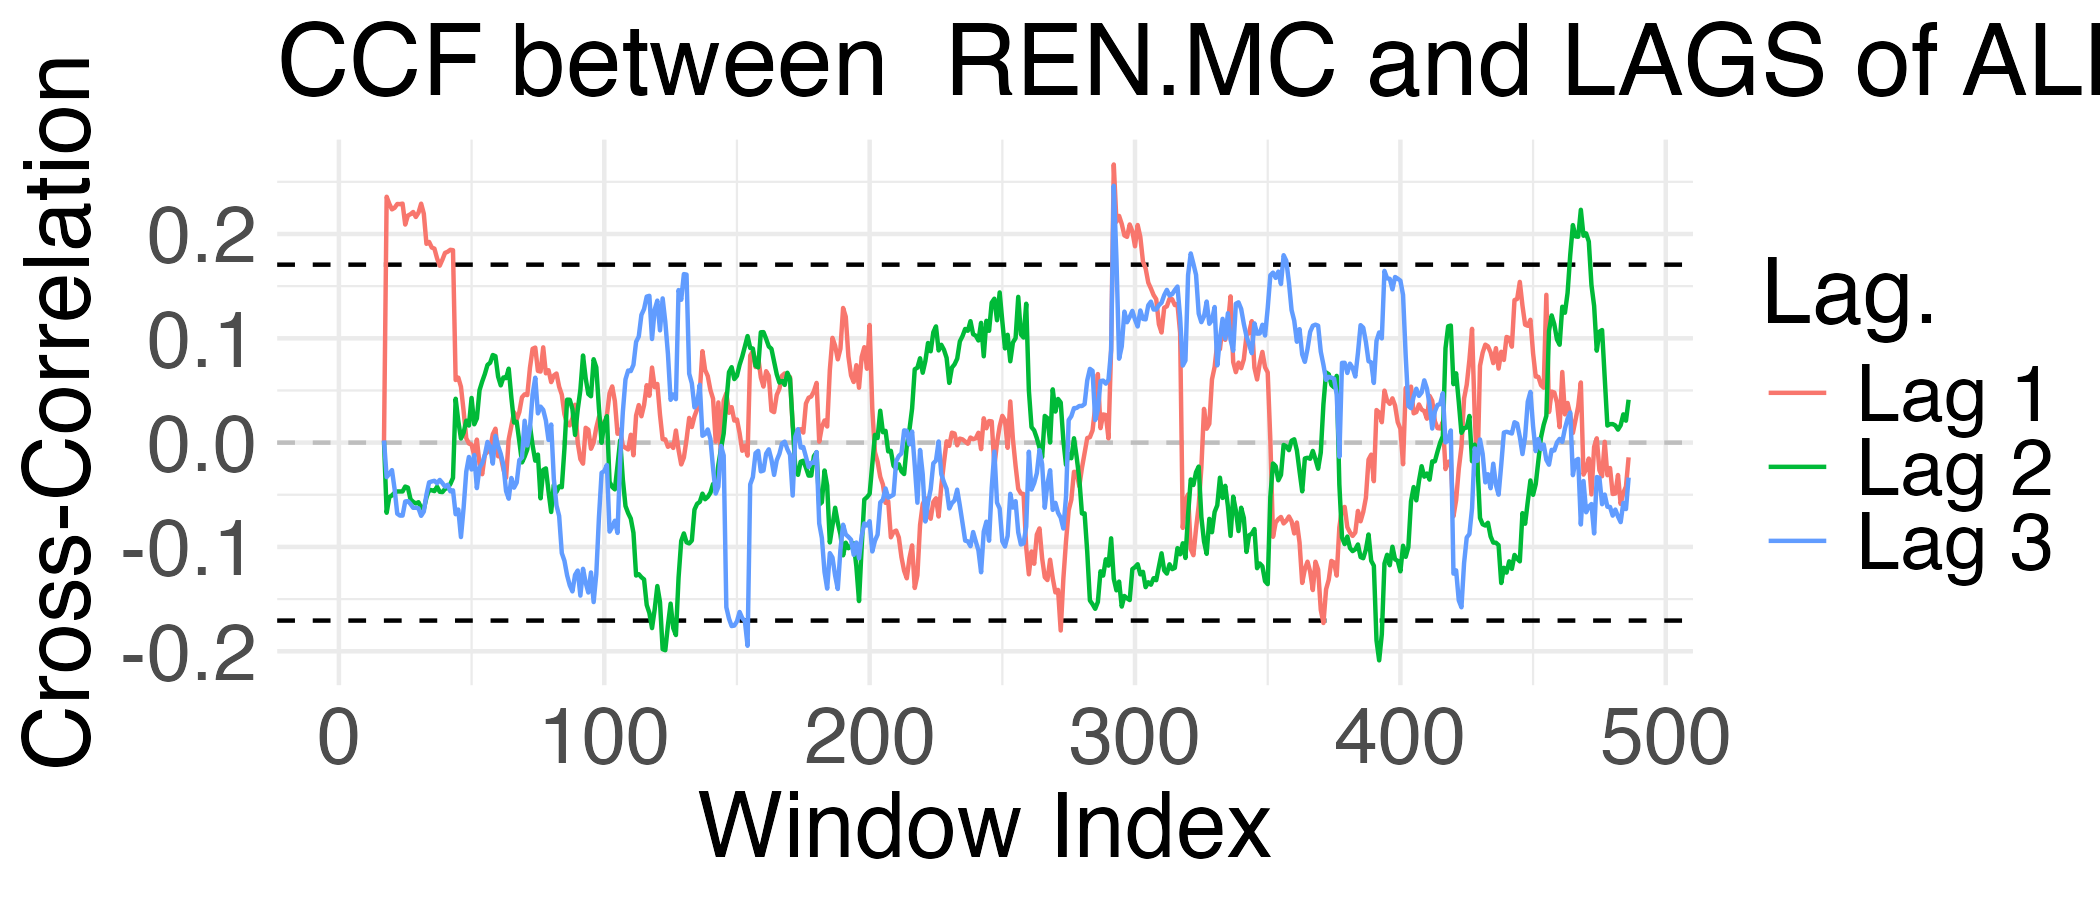 CCF between  REN.MC and LAGS of
Cross-Correlation
0.2
0.1
0.0
-0.1
-0.2
0 100 200 300 400 500
Window Index
Lag.
Lag 1
Lag 2
Lag 3